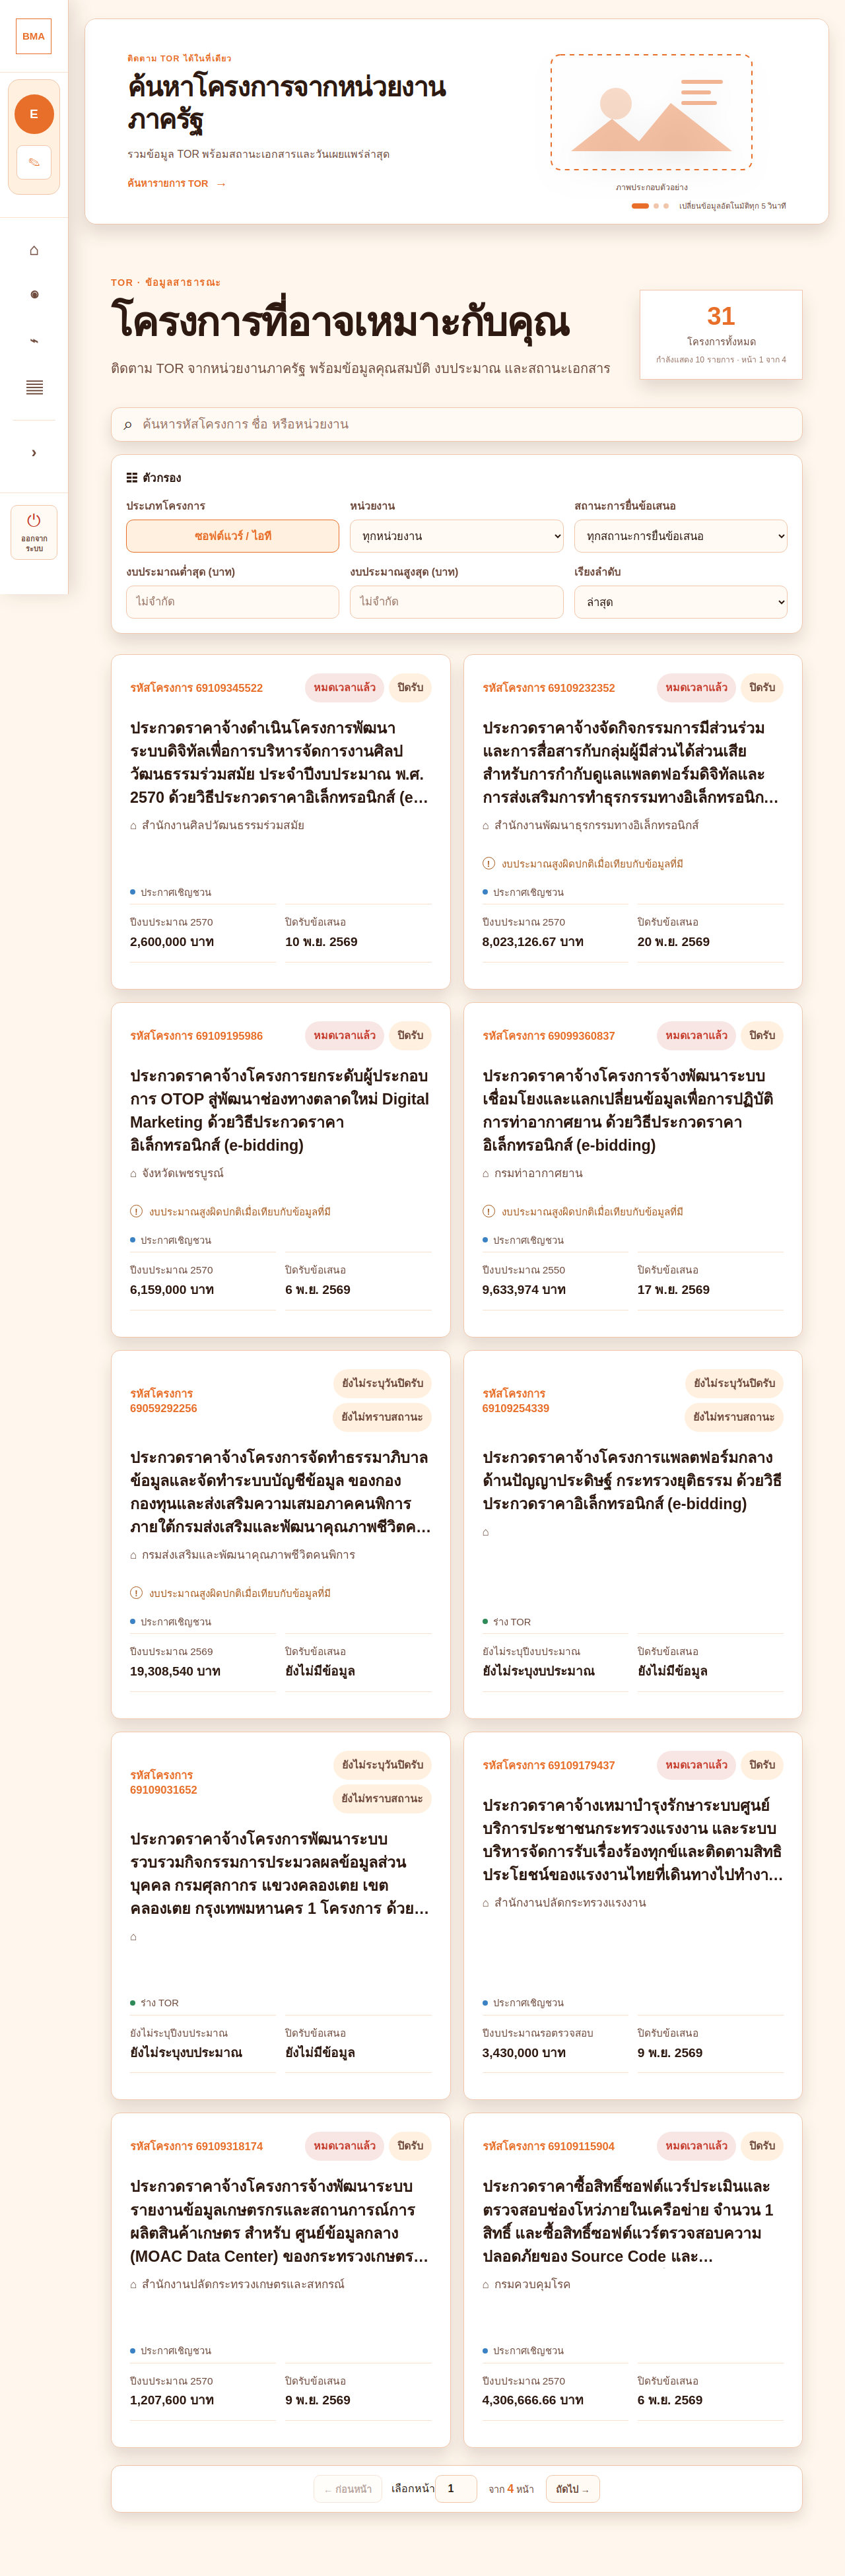 BMA
E
ออกจาก
ระบบ
ติดตาม TOR ได้ในที่เดียว
ค้นหาโครงการจากหน่วยงาน
ภาครัฐ
รวมข้อมูล TOR พร้อมสถานะเอกสารและวันเผยแพร่ล่าสุด
ค้นหารายการ TOR →
ภาพประกอบตัวอย่าง
เปลี่ยนข้อมูลอัตโนมัติทุก 5 วินาที
TOR · ข้อมูลสาธารณะ
โครงการที่อาจเหมาะกับคุณ
ติดตาม TOR จากหน่วยงานภาครัฐ พร้อมข้อมูลคุณสมบัติ งบประมาณ และสถานะเอกสาร
31
โครงการทั้งหมด
กำลังแสดง 10 รายการ · หน้า 1 จาก 4
ค้นหารหัสโครงการ ชื่อ หรือหน่วยงาน
ตัวกรอง
ประเภทโครงการ หน่วยงาน สถานะการยื่นข้อเสนอ
ซอฟต์แวร์ / ไอที ทุกหน่วยงาน ทุกสถานะการยื่นข้อเสนอ
งบประมาณต่ำสุด (บาท) งบประมาณสูงสุด (บาท) เรียงลำดับ
ไม่จำกัด ไม่จำกัด ล่าสุด
รหัสโครงการ 69109345522 หมดเวลาแล้ว ปิดรับ
ประกวดราคาจ้างดำเนินโครงการพัฒนา
ระบบดิจิทัลเพื่อการบริหารจัดการงานศิลป
วัฒนธรรมร่วมสมัย ประจำปีงบประมาณ พ.ศ.
2570 ด้วยวิธีประกวดราคาอิเล็กทรอนิกส์ (e...
สำนักงานศิลปวัฒนธรรมร่วมสมัย
ประกาศเชิญชวน
ปีงบประมาณ 2570 ปิดรับข้อเสนอ
2,600,000 บาท 10 พ.ย. 2569
รหัสโครงการ 69109232352 หมดเวลาแล้ว ปิดรับ
ประกวดราคาจ้างจัดกิจกรรมการมีส่วนร่วม
และการสื่อสารกับกลุ่มผู้มีส่วนได้ส่วนเสีย
สำหรับการกำกับดูแลแพลตฟอร์มดิจิทัลและ
การส่งเสริมการทำธุรกรรมทางอิเล็กทรอนิก...
สำนักงานพัฒนาธุรกรรมทางอิเล็กทรอนิกส์
งบประมาณสูงผิดปกติเมื่อเทียบกับข้อมูลที่มี
ประกาศเชิญชวน
ปีงบประมาณ 2570 ปิดรับข้อเสนอ
8,023,126.67 บาท 20 พ.ย. 2569
รหัสโครงการ 69109195986 หมดเวลาแล้ว ปิดรับ
ประกวดราคาจ้างโครงการยกระดับผู้ประกอบ
การ OTOP สู่พัฒนาช่องทางตลาดใหม่ Digital
Marketing ด้วยวิธีประกวดราคา
อิเล็กทรอนิกส์ (e-bidding)
จังหวัดเพชรบูรณ์
งบประมาณสูงผิดปกติเมื่อเทียบกับข้อมูลที่มี
ประกาศเชิญชวน
ปีงบประมาณ 2570 ปิดรับข้อเสนอ
6,159,000 บาท 6 พ.ย. 2569
รหัสโครงการ 69099360837 หมดเวลาแล้ว ปิดรับ
ประกวดราคาจ้างโครงการจ้างพัฒนาระบบ
เชื่อมโยงและแลกเปลี่ยนข้อมูลเพื่อการปฏิบัติ
การท่าอากาศยาน ด้วยวิธีประกวดราคา
อิเล็กทรอนิกส์ (e-bidding)
กรมท่าอากาศยาน
งบประมาณสูงผิดปกติเมื่อเทียบกับข้อมูลที่มี
ประกาศเชิญชวน
ปีงบประมาณ 2550 ปิดรับข้อเสนอ
9,633,974 บาท 17 พ.ย. 2569
รหัสโครงการ
69059292256
ยังไม่ระบุวันปิดรับ
ยังไม่ทราบสถานะ
ประกวดราคาจ้างโครงการจัดทำธรรมาภิบาล
ข้อมูลและจัดทำระบบบัญชีข้อมูล ของกอง
กองทุนและส่งเสริมความเสมอภาคคนพิการ
ภายใต้กรมส่งเสริมและพัฒนาคุณภาพชีวิตค...
กรมส่งเสริมและพัฒนาคุณภาพชีวิตคนพิการ
งบประมาณสูงผิดปกติเมื่อเทียบกับข้อมูลที่มี
ประกาศเชิญชวน
ปีงบประมาณ 2569 ปิดรับข้อเสนอ
19,308,540 บาท ยังไม่มีข้อมูล
รหัสโครงการ
69109254339
ยังไม่ระบุวันปิดรับ
ยังไม่ทราบสถานะ
ประกวดราคาจ้างโครงการแพลตฟอร์มกลาง
ด้านปัญญาประดิษฐ์ กระทรวงยุติธรรม ด้วยวิธี
ประกวดราคาอิเล็กทรอนิกส์ (e-bidding)
ร่าง TOR
ยังไม่ระบุปีงบประมาณ ปิดรับข้อเสนอ
ยังไม่ระบุงบประมาณ ยังไม่มีข้อมูล
รหัสโครงการ
69109031652
ยังไม่ระบุวันปิดรับ
ยังไม่ทราบสถานะ
ประกวดราคาจ้างโครงการพัฒนาระบบ
รวบรวมกิจกรรมการประมวลผลข้อมูลส่วน
บุคคล กรมศุลกากร แขวงคลองเตย เขต
คลองเตย กรุงเทพมหานคร 1 โครงการ ด้วย...
ร่าง TOR
ยังไม่ระบุปีงบประมาณ ปิดรับข้อเสนอ
ยังไม่ระบุงบประมาณ ยังไม่มีข้อมูล
รหัสโครงการ 69109179437 หมดเวลาแล้ว ปิดรับ
ประกวดราคาจ้างเหมาบำรุงรักษาระบบศูนย์
บริการประชาชนกระทรวงแรงงาน และระบบ
บริหารจัดการรับเรื่องร้องทุกข์และติดตามสิทธิ
ประโยชน์ของแรงงานไทยที่เดินทางไปทำงา...
สำนักงานปลัดกระทรวงแรงงาน
ประกาศเชิญชวน
ปีงบประมาณรอตรวจสอบ ปิดรับข้อเสนอ
3,430,000 บาท 9 พ.ย. 2569
รหัสโครงการ 69109318174 หมดเวลาแล้ว ปิดรับ
ประกวดราคาจ้างโครงการจ้างพัฒนาระบบ
รายงานข้อมูลเกษตรกรและสถานการณ์การ
ผลิตสินค้าเกษตร สำหรับ ศูนย์ข้อมูลกลาง
(MOAC Data Center) ของกระทรวงเกษตร...
สำนักงานปลัดกระทรวงเกษตรและสหกรณ์
ประกาศเชิญชวน
ปีงบประมาณ 2570 ปิดรับข้อเสนอ
1,207,600 บาท 9 พ.ย. 2569
รหัสโครงการ 69109115904 หมดเวลาแล้ว ปิดรับ
ประกวดราคาซื้อสิทธิ์ซอฟต์แวร์ประเมินและ
ตรวจสอบช่องโหว่ภายในเครือข่าย จำนวน 1
สิทธิ์ และซื้อสิทธิ์ซอฟต์แวร์ตรวจสอบความ
ปลอดภัยของ Source Code และ...
กรมควบคุมโรค
ประกาศเชิญชวน
ปีงบประมาณ 2570 ปิดรับข้อเสนอ
4,306,666.66 บาท 6 พ.ย. 2569
← ก่อนหน้า เลือกหน้า 1 จาก 4 หน้า ถัดไป →